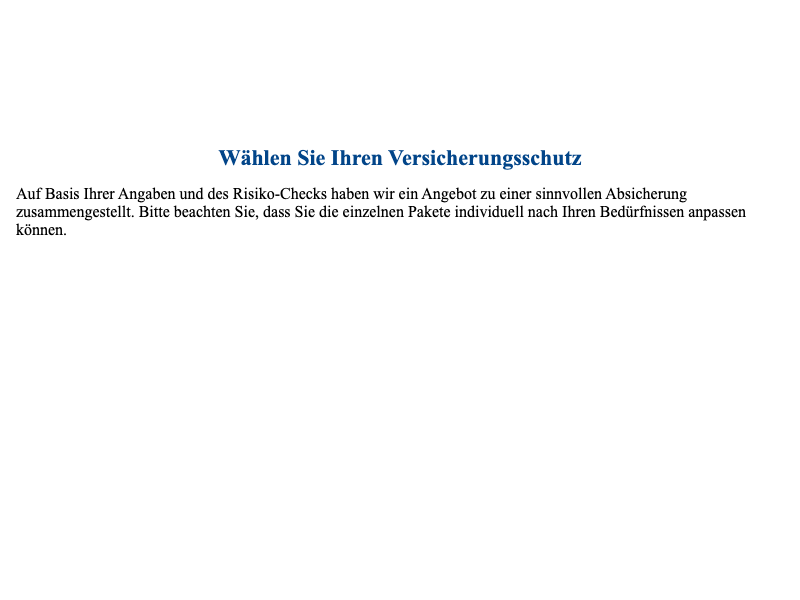 Wählen Sie Ihren Versicherungsschutz
Auf Basis Ihrer Angaben und des Risiko-Checks haben wir ein Angebot zu einer sinnvollen Absicherung
zusammengestellt. Bitte beachten Sie, dass Sie die einzelnen Pakete individuell nach Ihren Bedürfnissen anpassen
können.